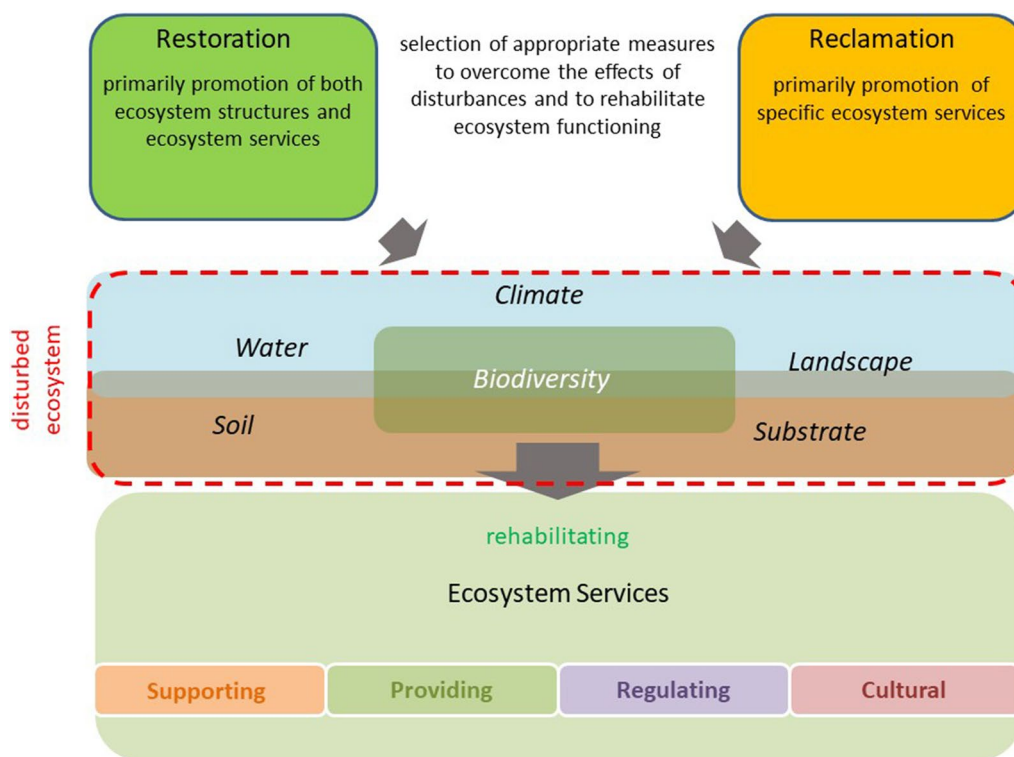 Restoration
primarily promotion of both
ecosystem structures and
ecosystem services
selection of appropriate measures
to overcome the effects of
disturbances and to rehabilitate
ecosystem functioning
Reclamation
primarily promotion of
specific ecosystem services
disturbed
ecosystem
Climate
Water
Biodiversity
Landscape
Soil
Substrate
rehabilitating
Ecosystem Services
Supporting
Providing
Regulating
Cultural